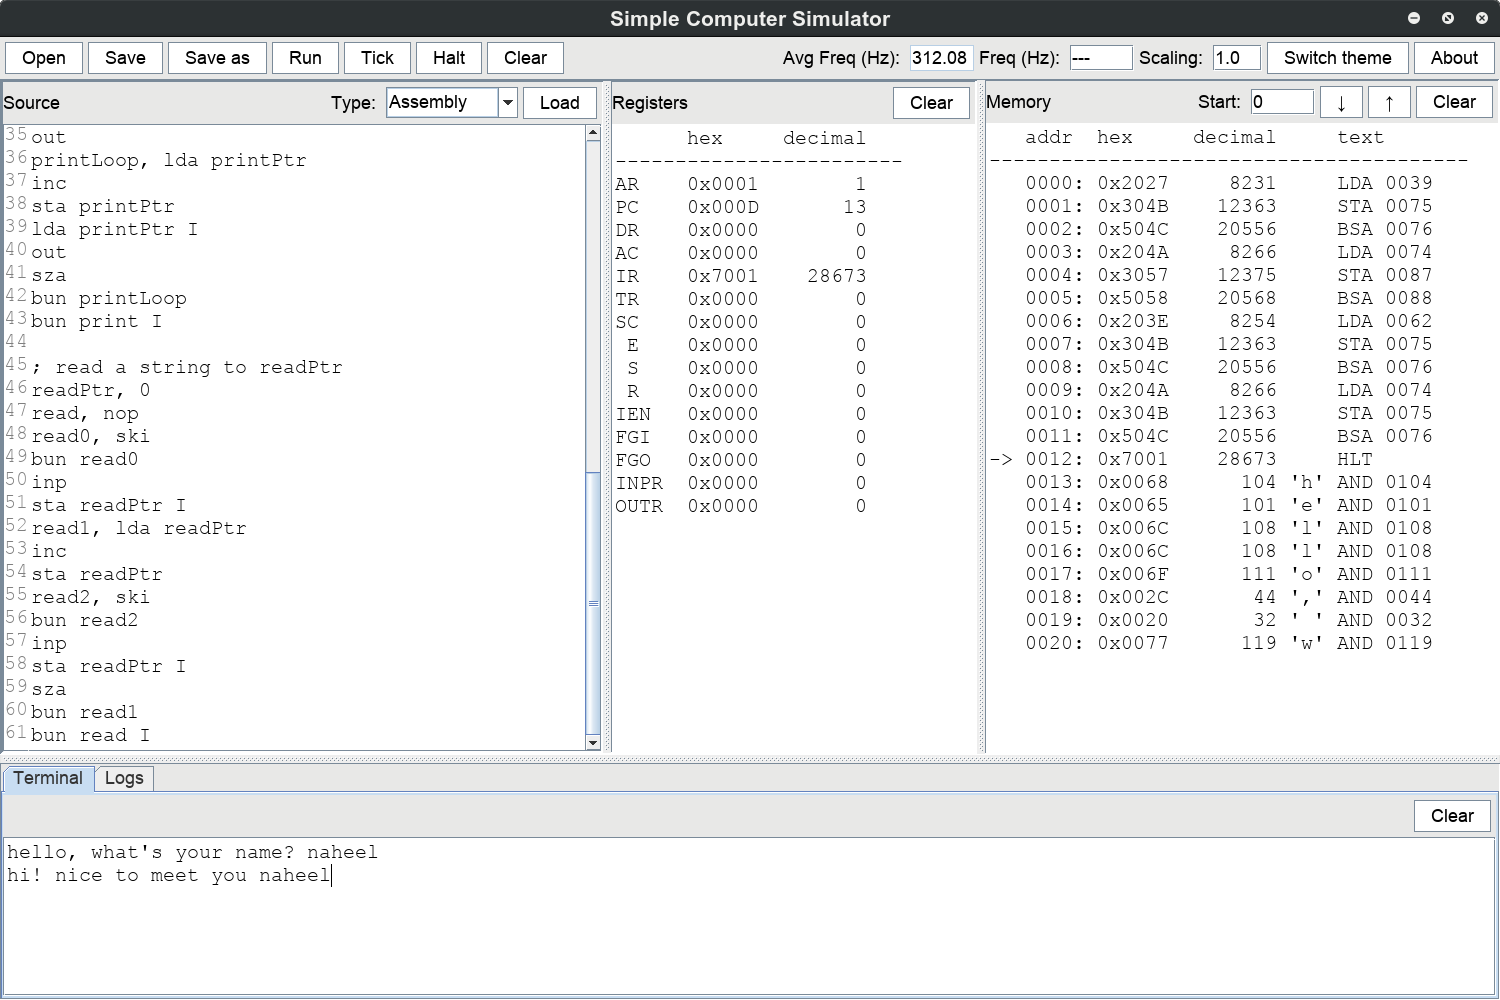 Simple Computer Simulator
Open Save Save as Run Tick Halt Clear Avg Freq (Hz): 312.08 Freq (Hz): --- Scaling: 1.0 Switch theme About
Source Type: Assembly Load
35 out
36 printLoop, lda printPtr
37 inc
38 sta printPtr
39 lda printPtr I
40 out
41 sza
42 bun printLoop
43 bun print I
44
45 ; read a string to readPtr
46 readPtr, 0
47 read, nop
48 read0, ski
49 bun read0
50 inp
51 sta readPtr I
52 read1, lda readPtr
53 inc
54 sta readPtr
55 read2, ski
56 bun read2
57 inp
58 sta readPtr I
59 sza
60 bun read1
61 bun read I
Registers Clear
hex decimal
------------------------
AR 0x0001 1
PC 0x000D 13
DR 0x0000 0
AC 0x0000 0
IR 0x7001 28673
TR 0x0000 0
SC 0x0000 0
E 0x0000 0
S 0x0000 0
R 0x0000 0
IEN 0x0000 0
FGI 0x0000 0
FGO 0x0000 0
INPR 0x0000 0
OUTR 0x0000 0
Memory Start: 0 ↓ ↑ Clear
addr hex decimal text
----------------------------------------
0000: 0x2027 8231 LDA 0039
0001: 0x304B 12363 STA 0075
0002: 0x504C 20556 BSA 0076
0003: 0x204A 8266 LDA 0074
0004: 0x3057 12375 STA 0087
0005: 0x5058 20568 BSA 0088
0006: 0x203E 8254 LDA 0062
0007: 0x304B 12363 STA 0075
0008: 0x504C 20556 BSA 0076
0009: 0x204A 8266 LDA 0074
0010: 0x304B 12363 STA 0075
0011: 0x504C 20556 BSA 0076
-> 0012: 0x7001 28673 HLT
0013: 0x0068 104 'h' AND 0104
0014: 0x0065 101 'e' AND 0101
0015: 0x006C 108 'l' AND 0108
0016: 0x006C 108 'l' AND 0108
0017: 0x006F 111 'o' AND 0111
0018: 0x002C 44 ',' AND 0044
0019: 0x0020 32 ' ' AND 0032
0020: 0x0077 119 'w' AND 0119
Terminal Logs
Clear
hello, what's your name? naheel
hi! nice to meet you naheel